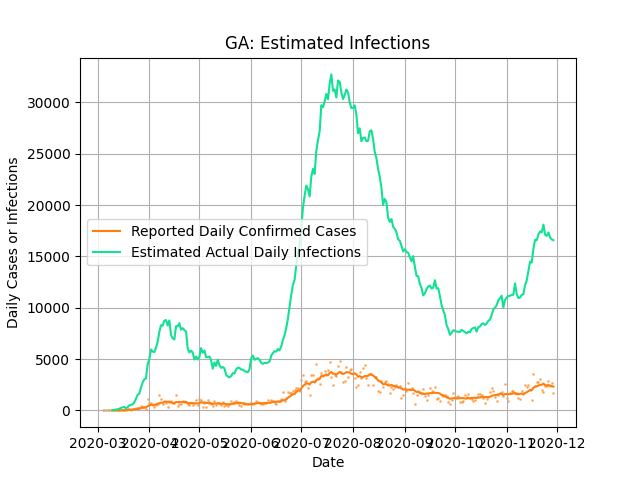 GA: Estimated Infections
30000
25000
20000
15000
10000
5000
0
Daily Cases or Infections
Reported Daily Confirmed Cases
Estimated Actual Daily Infections
2020-03 2020-04 2020-05 2020-06 2020-07 2020-08 2020-09 2020-10 2020-11 2020-12
Date